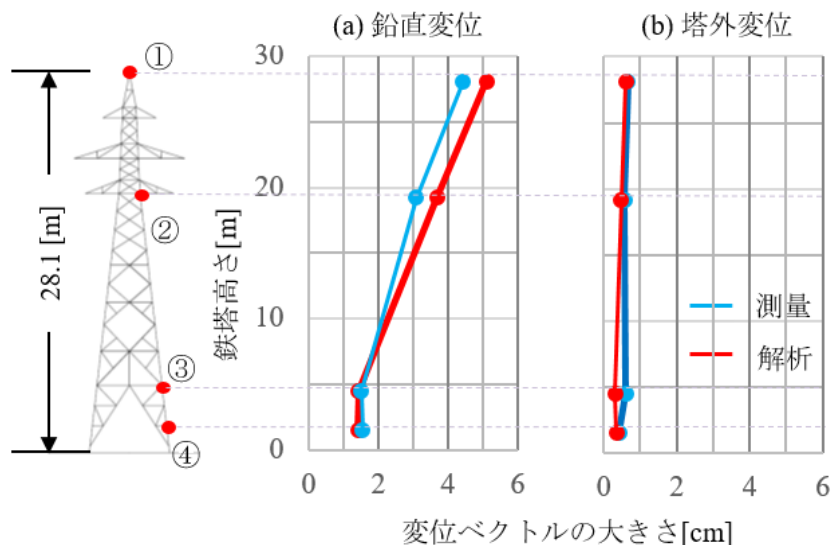 (a) 鉛直変位
(b) 塔外変位
①
②
③
④
28.1 [m]
鉄塔高さ[m]
30
20
10
0
0 2 4 6
0 2 4 6
測量
解析
変位ベクトルの大きさ[cm]